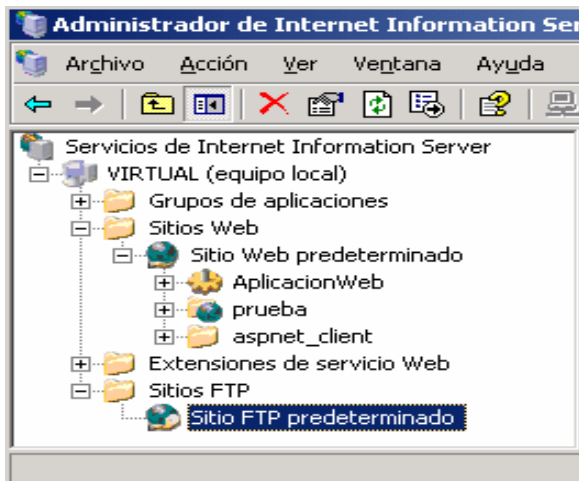 Administrador de Internet Information Ser
Archivo Acción Ver Ventana Ayuda
Servicios de Internet Information Server
VIRTUAL (equipo local)
Grupos de aplicaciones
Sitios Web
Sitio Web predeterminado
AplicacionWeb
prueba
aspnet_client
Extensiones de servicio Web
Sitios FTP
Sitio FTP predeterminado